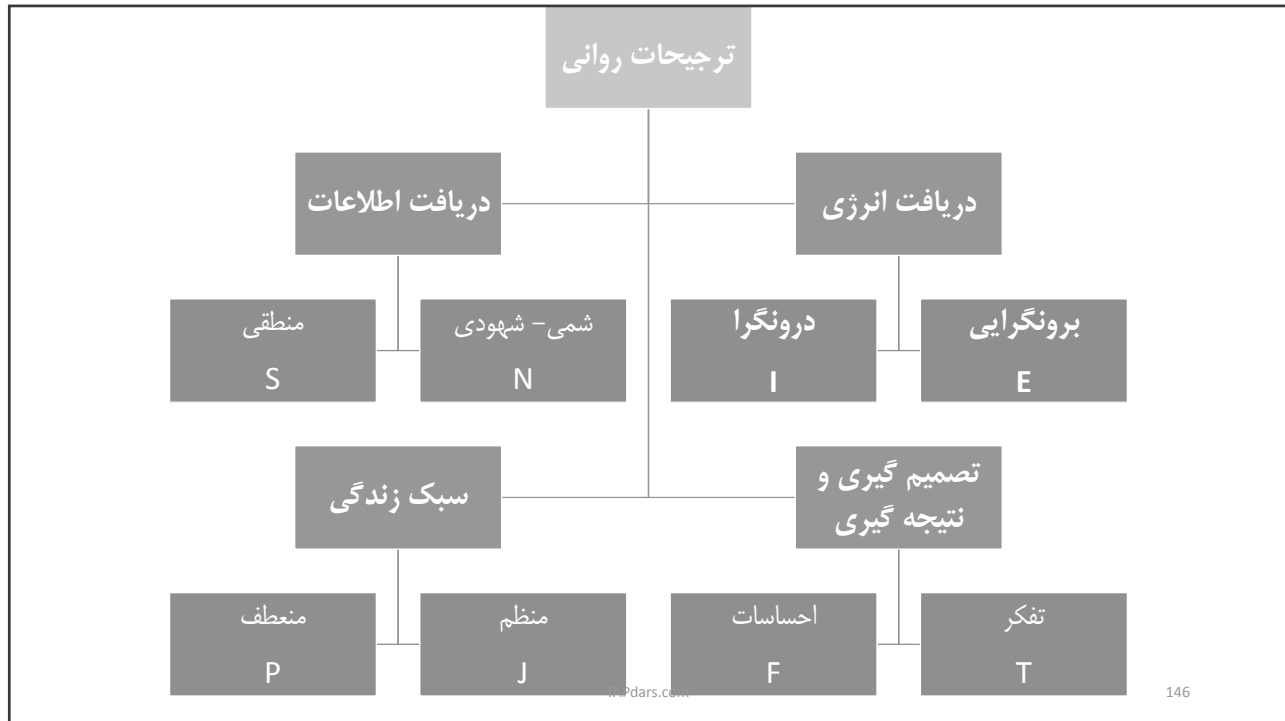 ترجیحات روانی
دریافت انرژی
دریافت اطلاعات
برونگرایی
E
درونگرا
I
شمی– شهودی
N
منطقی
S
تصمیم گیری و
نتیجه گیری
سبک زندگی
تفکر
T
احساسات
F
منظم
J
منعطف
P
146